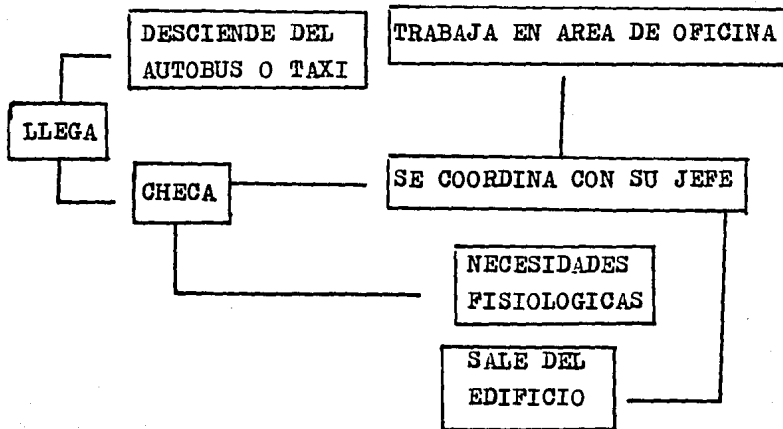 DESCIENDE DEL
AUTOBUS O TAXI
TRABAJA EN AREA DE OFICINA
LLEGA
CHECA
SE COORDINA CON SU JEFE
NECESIDADES
FISIOLOGICAS
SALE DEL
EDIFICIO